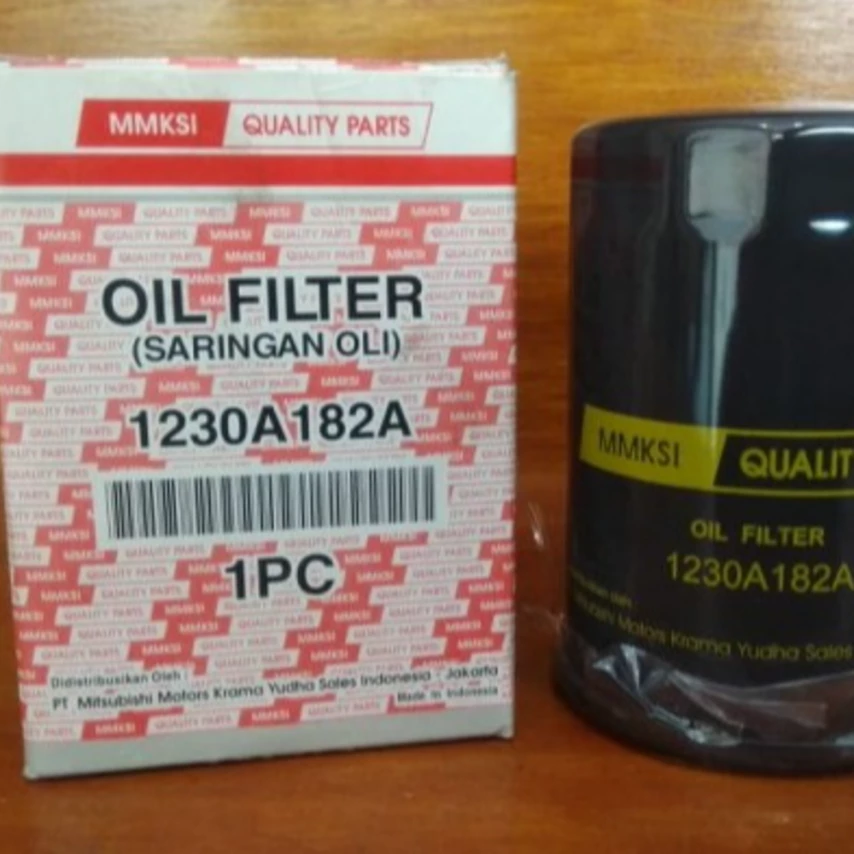 MMKSI QUALITY PARTS
OIL FILTER
(SARINGAN OLI)
1230A182A
1PC
Didistribusikan Oleh :
PT. Mitsubishi Motors Krama Yudha Sales Indonesia - Jakarta
Made in Indonesia
MMKSI QUALIT
OIL FILTER
1230A182A
Motors Krama Yudha Sales